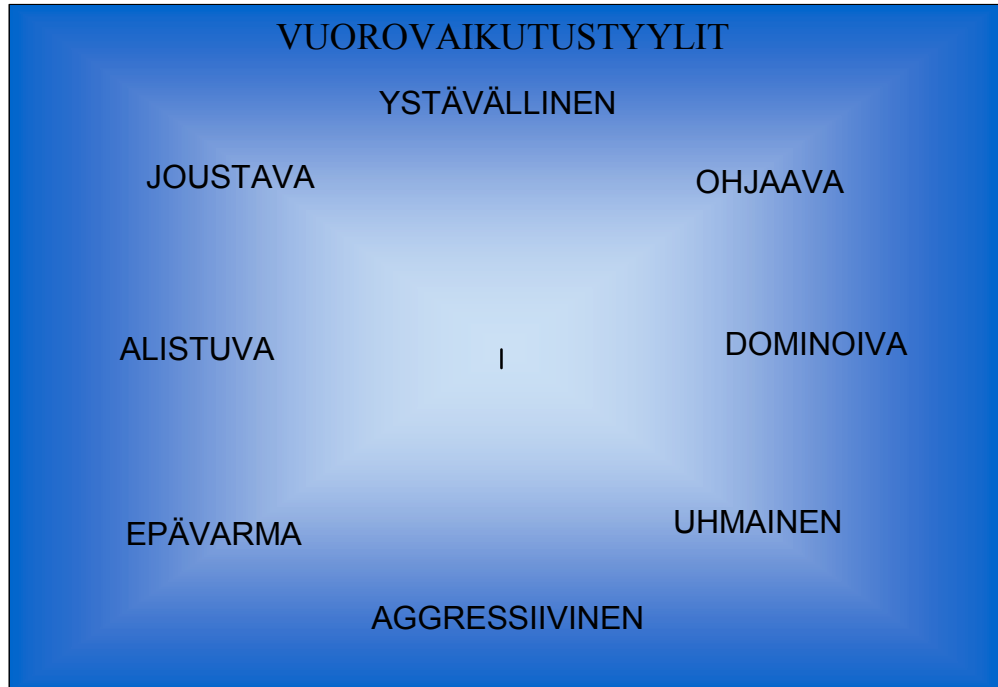 VUOROVAIKUTUSTYYLIT
YSTÄVÄLLINEN
JOUSTAVA
OHJAAVA
ALISTUVA
I
DOMINOIVA
EPÄVARMA
UHMAINEN
AGGRESSIIVINEN